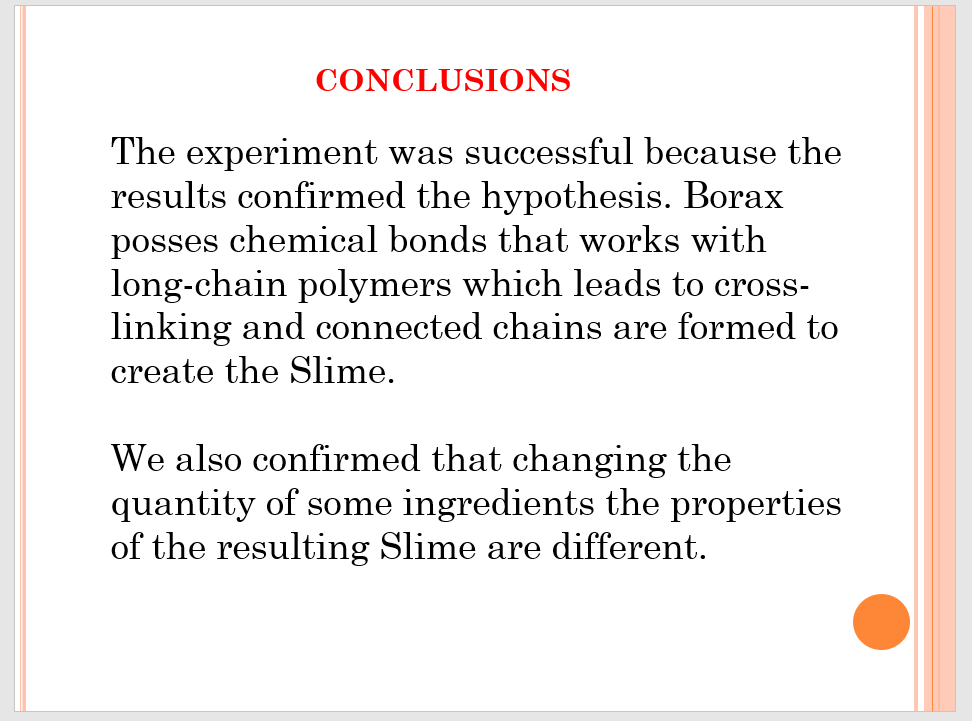 CONCLUSIONS
The experiment was successful because the
results confirmed the hypothesis. Borax
posses chemical bonds that works with
long-chain polymers which leads to cross-
linking and connected chains are formed to
create the Slime.
We also confirmed that changing the
quantity of some ingredients the properties
of the resulting Slime are different.